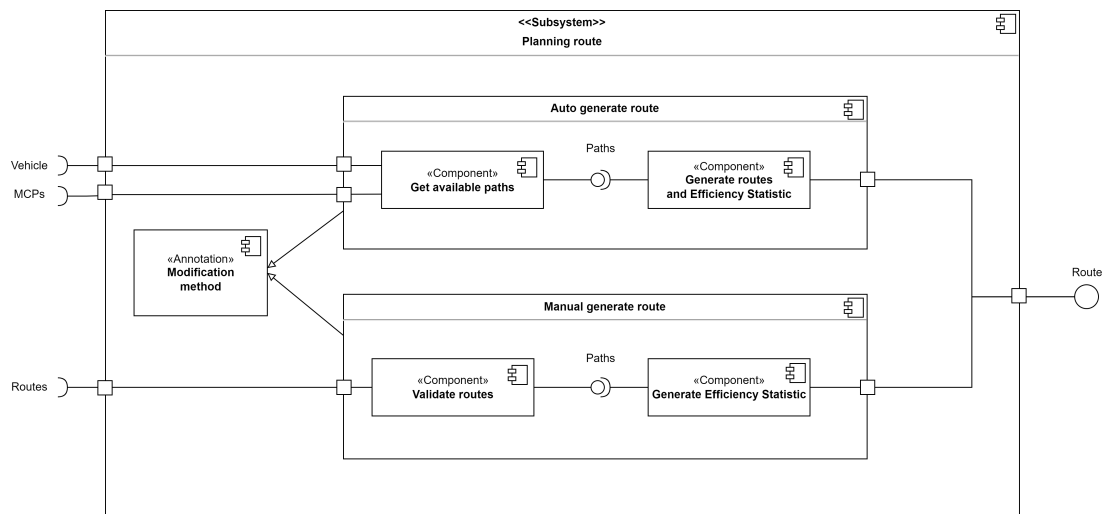 <<Subsystem>>
Planning route
Auto generate route
Vehicle
MCPs
«Component»
Get available paths
Paths
«Component»
Generate routes
and Efficiency Statistic
«Annotation»
Modification
method
Route
Manual generate route
Routes
«Component»
Validate routes
Paths
«Component»
Generate Efficiency Statistic